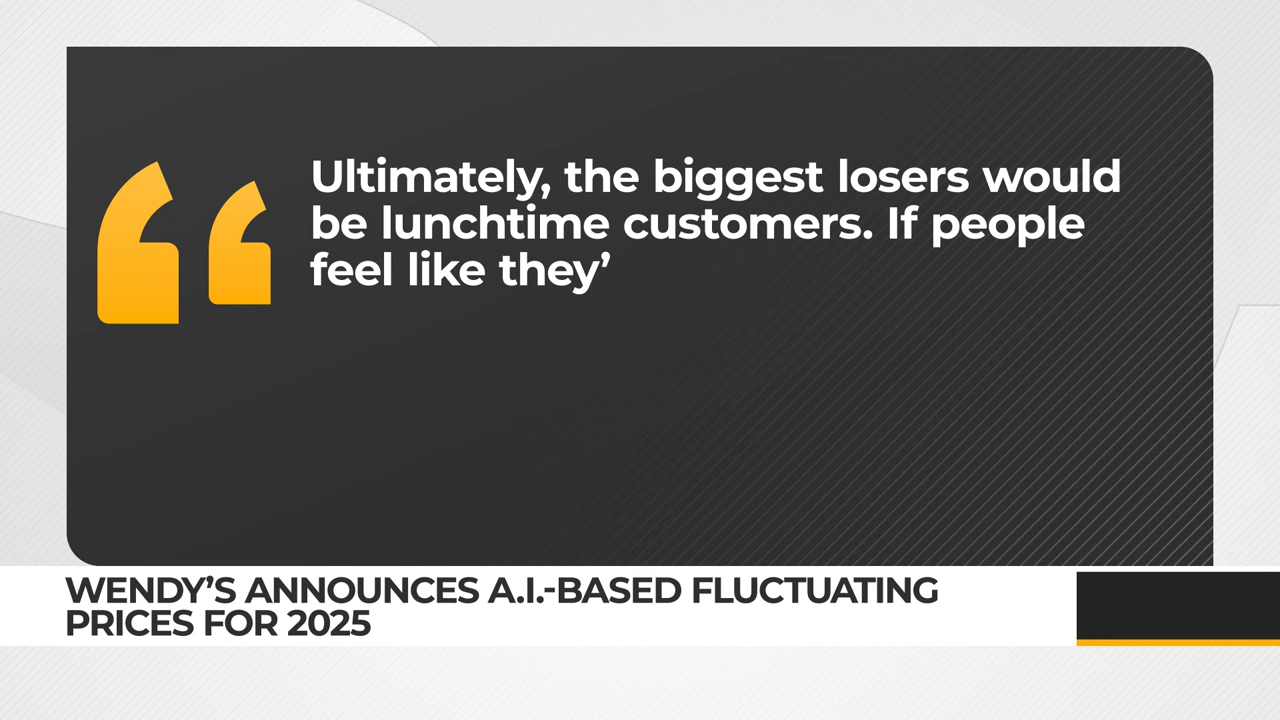 Ultimately, the biggest losers would
be lunchtime customers. If people
feel like they’
WENDY’S ANNOUNCES A.I.-BASED FLUCTUATING
PRICES FOR 2025